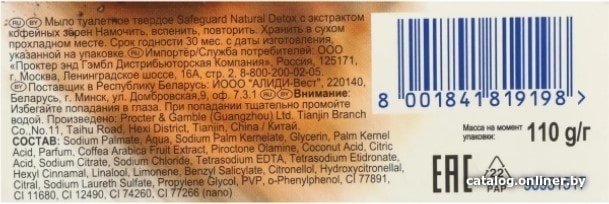 RU BY Мыло туалетное твердое Safeguard Natural Detox с экстрактом
кофейных зерен Намочить, вспенить, повторить. Хранить в сухом
прохладном месте. Срок годности 30 мес. с даты изготовления,
указанной на упаковке. RU Импортер/Служба потребителей: ООО
«Проктер энд Гэмбл Дистрибьюторская Компания», Россия, 125171,
г. Москва, Ленинградское шоссе, 16А, стр. 2, 8-800-200-02-05.
BY Поставщик в Республику Беларусь: ИООО "АЛИДИ-Вест", 220140,
Беларусь, г. Минск, ул. Домбровская,9, оф. 7.3.1 RU BY Внимание:
Избегайте попадания в глаза. При попадании тщательно промойте
водой. Произведено: Procter & Gamble (Guangzhou) Ltd. Tianjin Branch
Co., No.11, Taihu Road, Hexi District, Tianjin, China / Китай.
СОСТАВ: Sodium Palmate, Aqua, Sodium Palm Kernelate, Glycerin, Palm Kernel
Acid, Parfum, Coffea Arabica Fruit Extract, Piroctone Olamine, Coconut Acid, Citric
Acid, Sodium Citrate, Sodium Chloride, Tetrasodium EDTA, Tetrasodium Etidronate,
Hexyl Cinnamal, Linalool, Limonene, Benzyl Salicylate, Citronellol, Hydroxycitronellal,
Citral, Sodium Laureth Sulfate, Propylene Glycol, PVP, o-Phenylphenol, CI 77891,
CI 11680, CI 11710, CI 74160, CI 77266 (nano)
8 001841 819198 >
Масса на момент
упаковки:
110 g/г
EAC
22
PAP
catalog.onliner.by